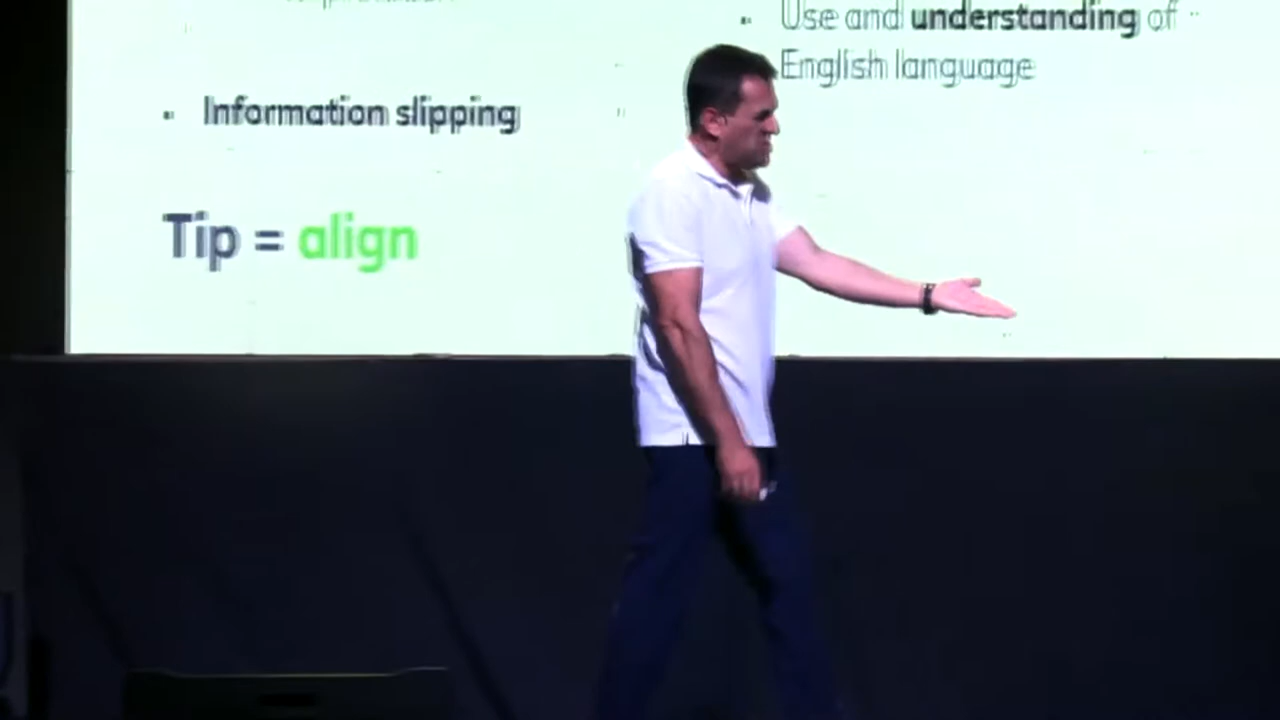 Information slipping
Tip = align
Use and understanding of
English language